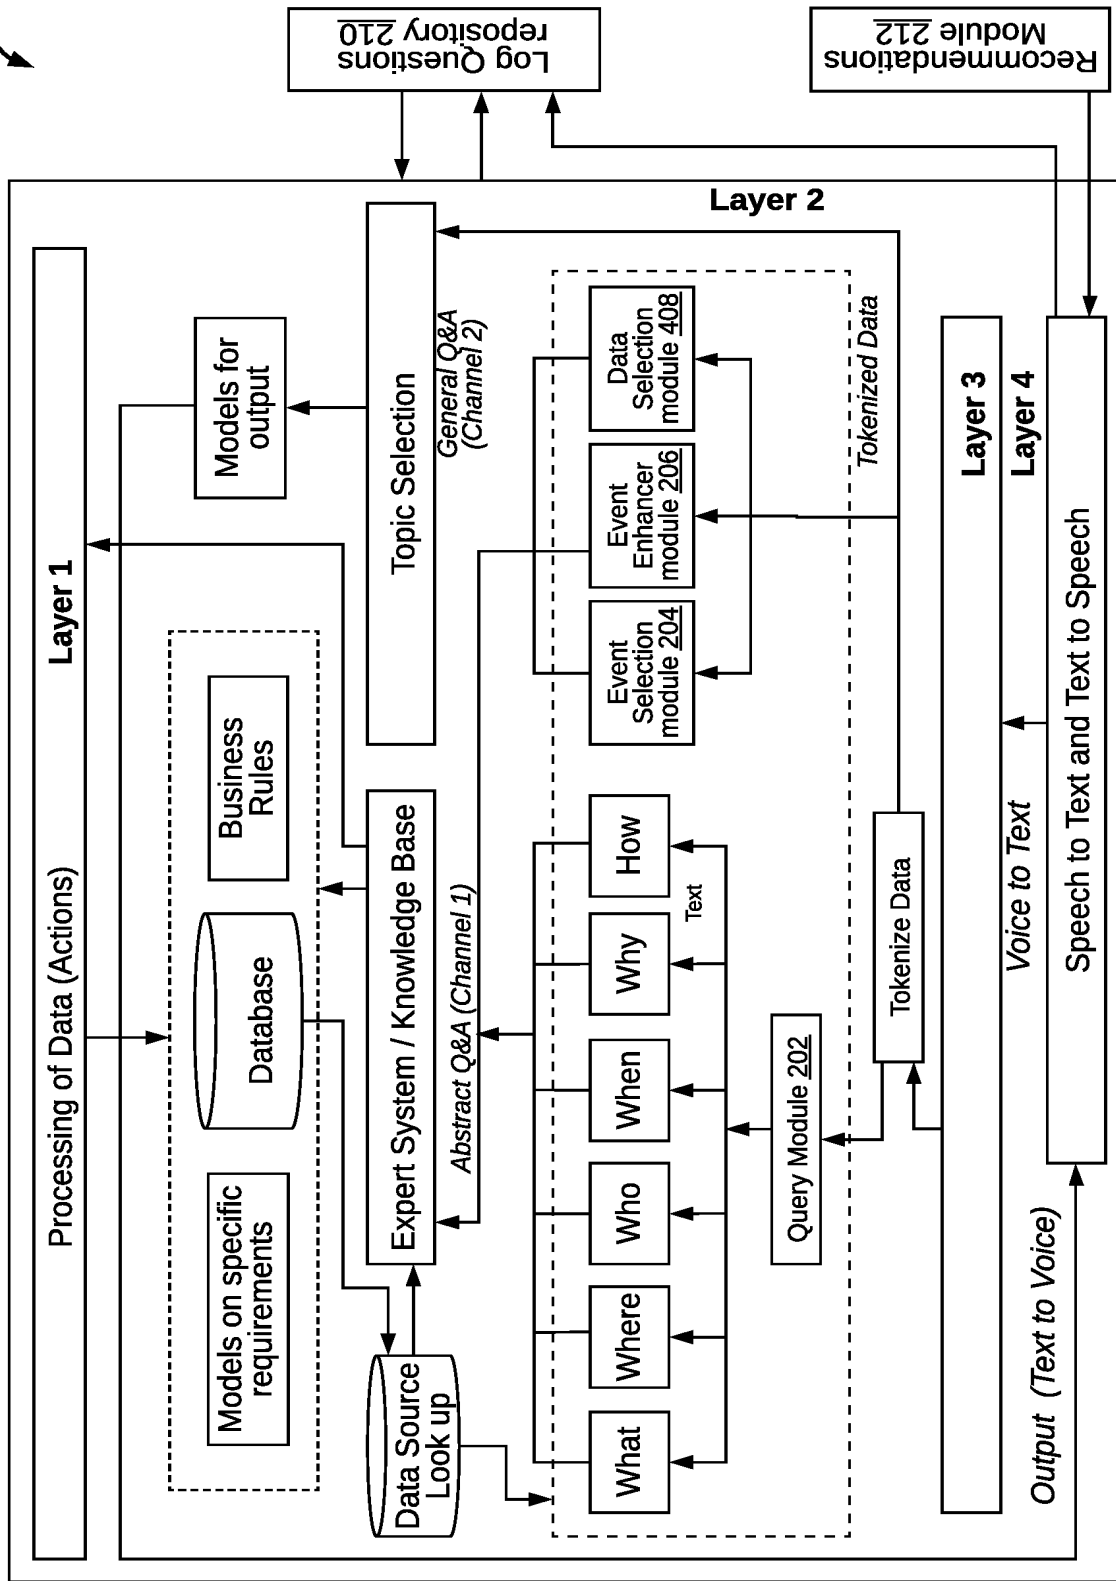 Log Questions
repository 210
Recommendations
Module 212
Processing of Data (Actions)
Layer 1
Models on specific
requirements
Database
Business
Rules
Models for
output
Data Source
Look up
Expert System / Knowledge Base
Topic Selection
Layer 2
Abstract Q&A (Channel 1)
General Q&A
(Channel 2)
What
Where
Who
When
Why
How
Text
Event
Selection
module 204
Event
Enhancer
module 206
Data
Selection
module 408
Query Module 202
Tokenize Data
Tokenized Data
Layer 3
Layer 4
Output (Text to Voice)
Voice to Text
Speech to Text and Text to Speech